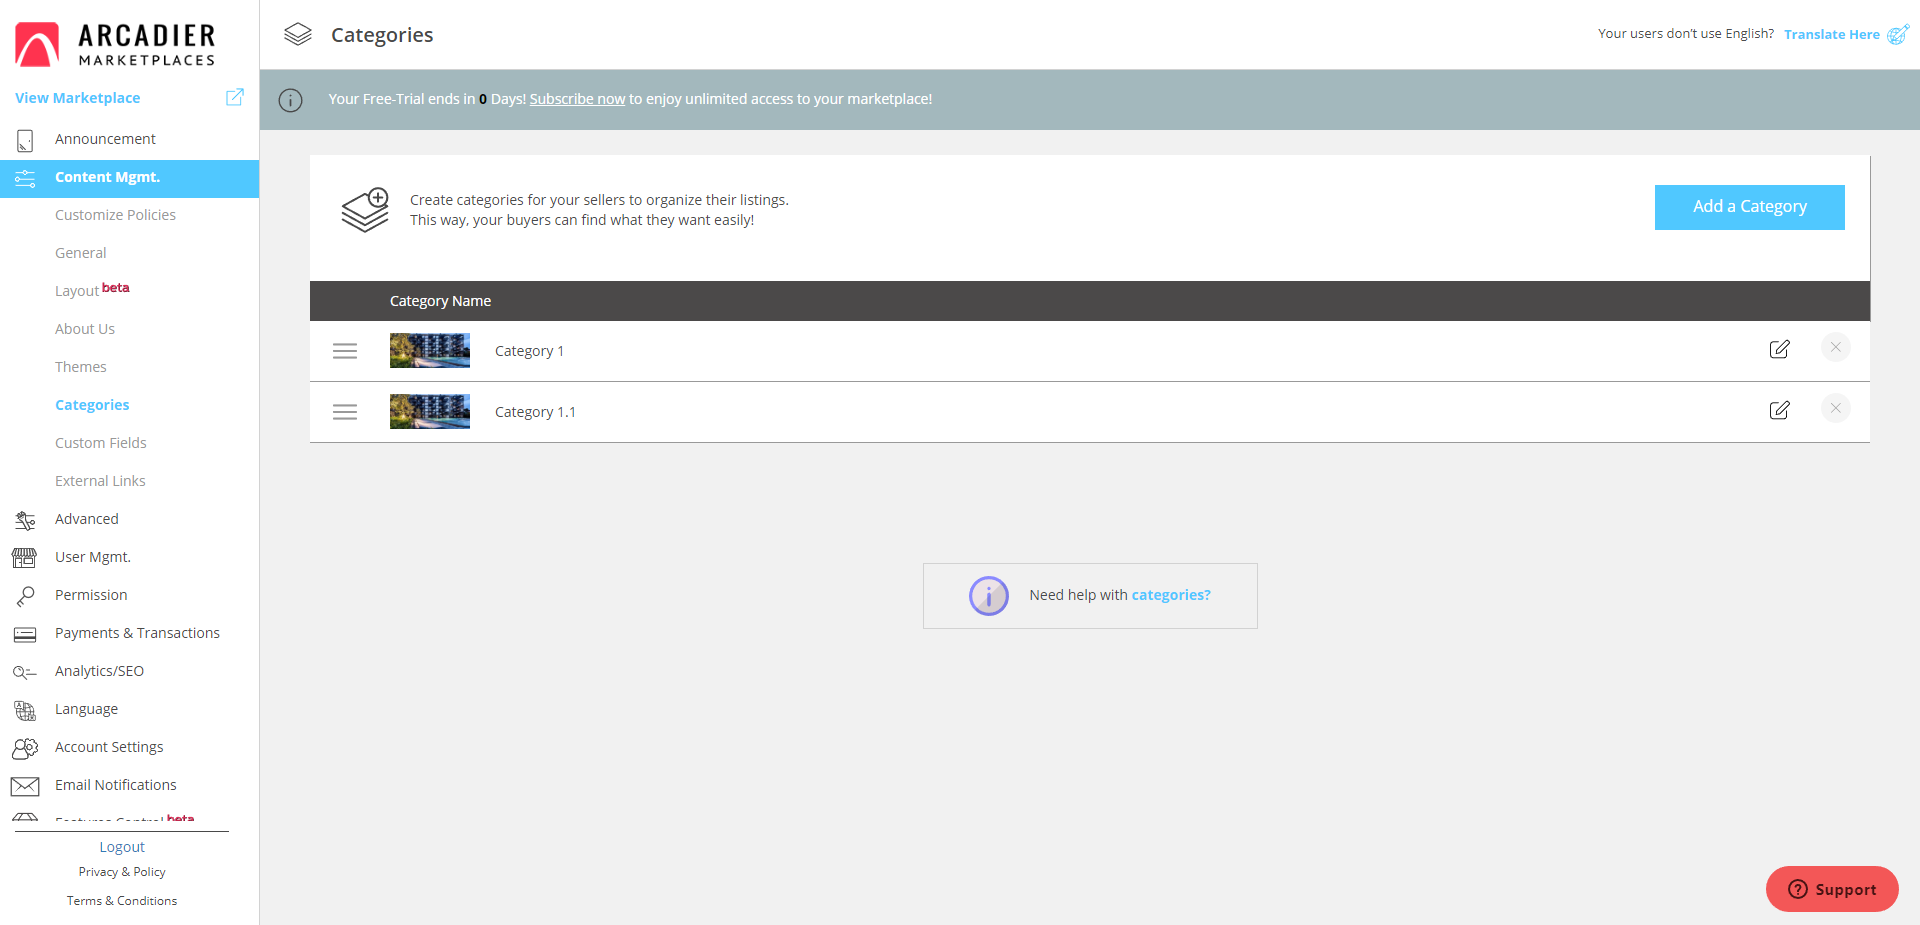 ARCADIER
MARKETPLACES
View Marketplace
Announcement
Content Mgmt.
Customize Policies
General
Layout beta
About Us
Themes
Categories
Custom Fields
External Links
Advanced
User Mgmt.
Permission
Payments & Transactions
Analytics/SEO
Language
Account Settings
Email Notifications
Features Control beta
Logout
Privacy & Policy
Terms & Conditions
Categories
Your users don't use English? Translate Here
Your Free-Trial ends in 0 Days! Subscribe now to enjoy unlimited access to your marketplace!
Create categories for your sellers to organize their listings.
This way, your buyers can find what they want easily!
Add a Category
Category Name
Category 1
Category 1.1
Need help with categories?
Support